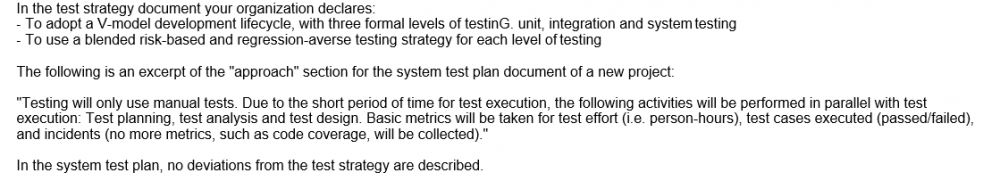 In the test strategy document your organization declares:
- To adopt a V-model development lifecycle, with three formal levels of testinG. unit, integration and system testing
- To use a blended risk-based and regression-averse testing strategy for each level of testing
The following is an excerpt of the "approach" section for the system test plan document of a new project:
"Testing will only use manual tests. Due to the short period of time for test execution, the following activities will be performed in parallel with test
execution: Test planning, test analysis and test design. Basic metrics will be taken for test effort (i.e. person-hours), test cases executed (passed/failed),
and incidents (no more metrics, such as code coverage, will be collected)."
In the system test plan, no deviations from the test strategy are described.